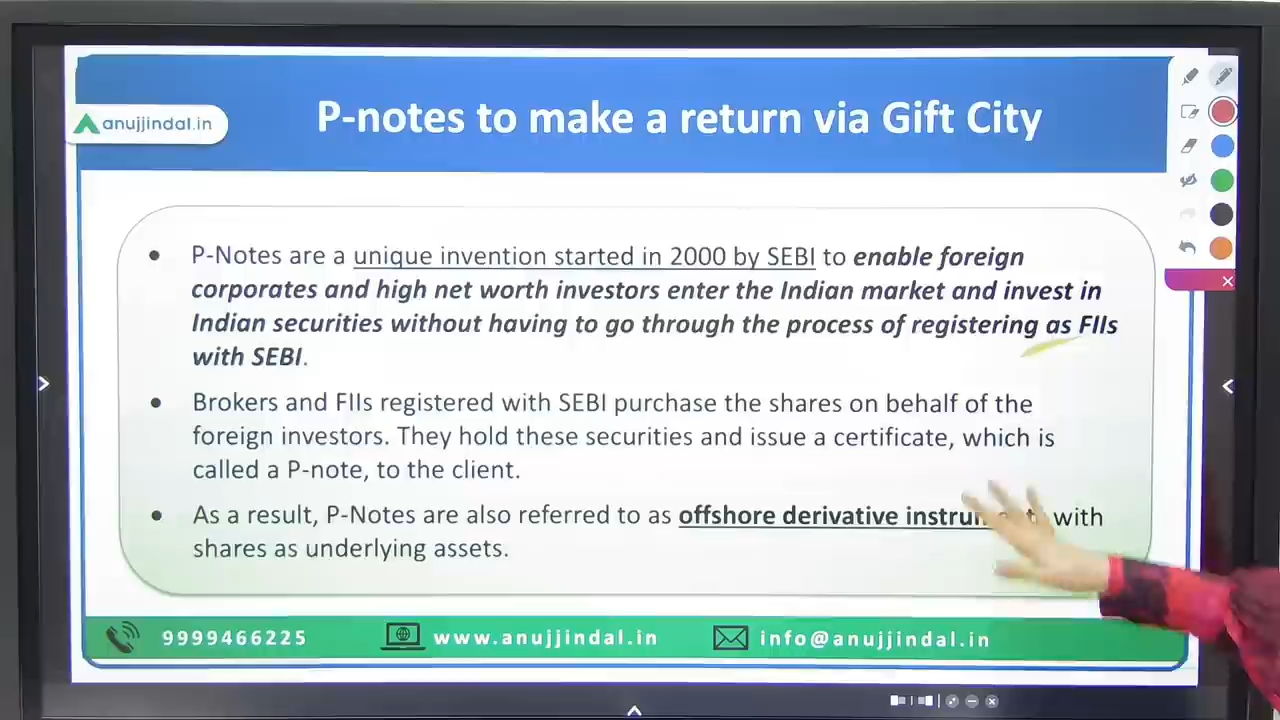 anujjindal.in
P-notes to make a return via Gift City
• P-Notes are a unique invention started in 2000 by SEBI to enable foreign
corporates and high net worth investors enter the Indian market and invest in
Indian securities without having to go through the process of registering as FIIs
with SEBI.
• Brokers and FIIs registered with SEBI purchase the shares on behalf of the
foreign investors. They hold these securities and issue a certificate, which is
called a P-note, to the client.
• As a result, P-Notes are also referred to as offshore derivative with
shares as underlying assets.
9999466225 www.anujjindal.in info@anujjindal.in